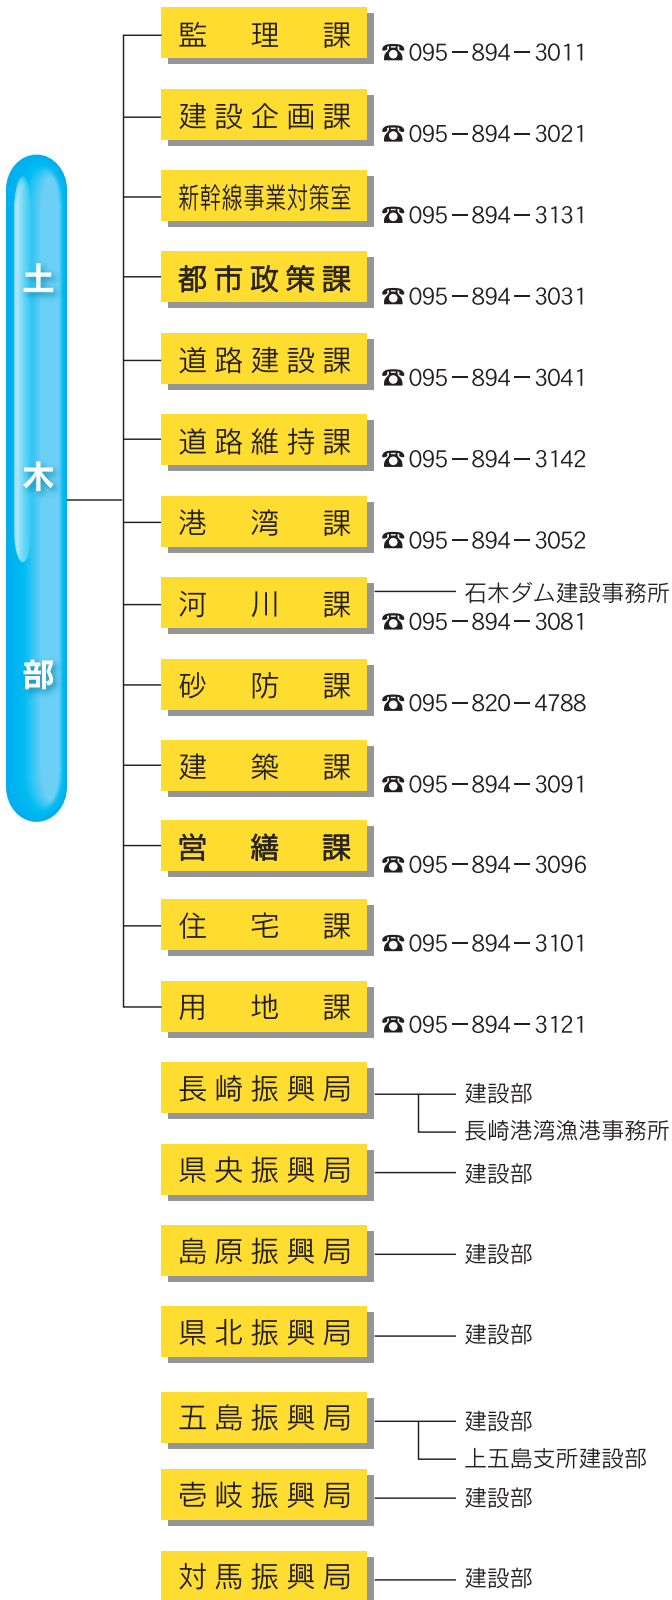 土木部
監理課
☎095－894－3011
建設企画課
☎095－894－3021
新幹線事業対策室
☎095－894－3131
都市政策課
☎095－894－3031
道路建設課
☎095－894－3041
道路維持課
☎095－894－3142
港湾課
☎095－894－3052
河川課
石木ダム建設事務所
☎095－894－3081
砂防課
☎095－820－4788
建築課
☎095－894－3091
営繕課
☎095－894－3096
住宅課
☎095－894－3101
用地課
☎095－894－3121
長崎振興局
建設部
長崎港湾漁港事務所
県央振興局
建設部
島原振興局
建設部
県北振興局
建設部
五島振興局
建設部
上五島支所建設部
壱岐振興局
建設部
対馬振興局
建設部